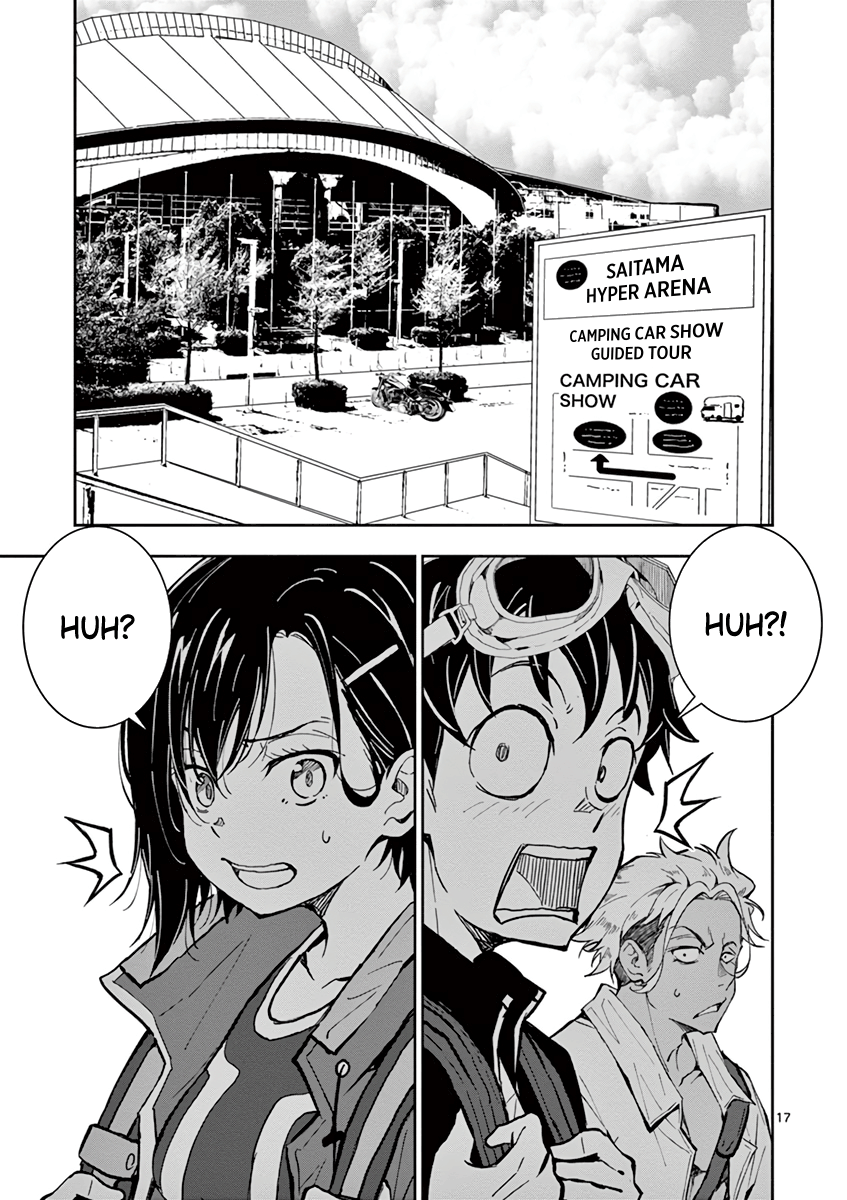 SAITAMA
HYPER ARENA
CAMPING CAR SHOW
GUIDED TOUR
CAMPING CAR
SHOW
HUH?!
HUH?
17